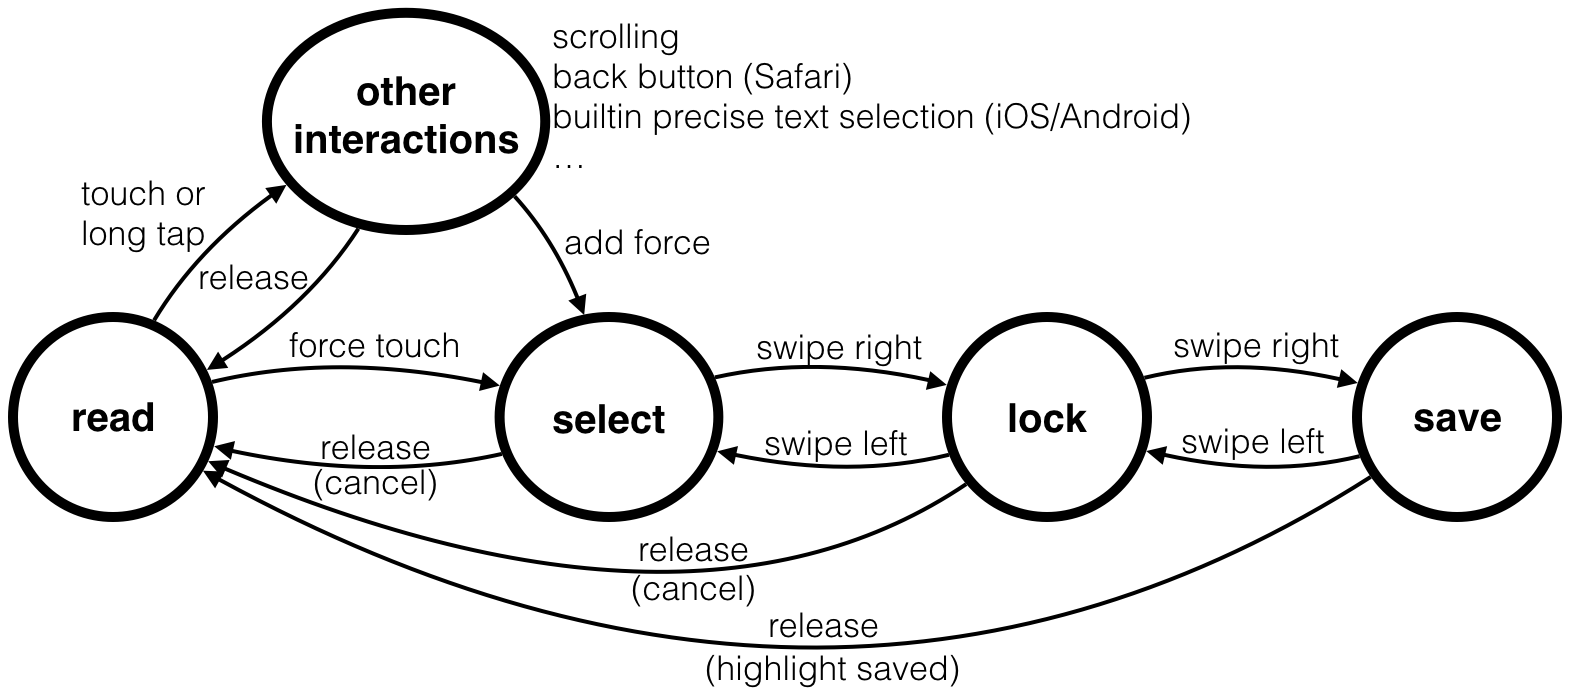 other
interactions
scrolling
back button (Safari)
builtin precise text selection (iOS/Android)
...
touch or
long tap
release
add force
force touch
swipe right
swipe right
read
select
lock
save
release
(cancel)
swipe left
swipe left
release
(cancel)
release
(highlight saved)